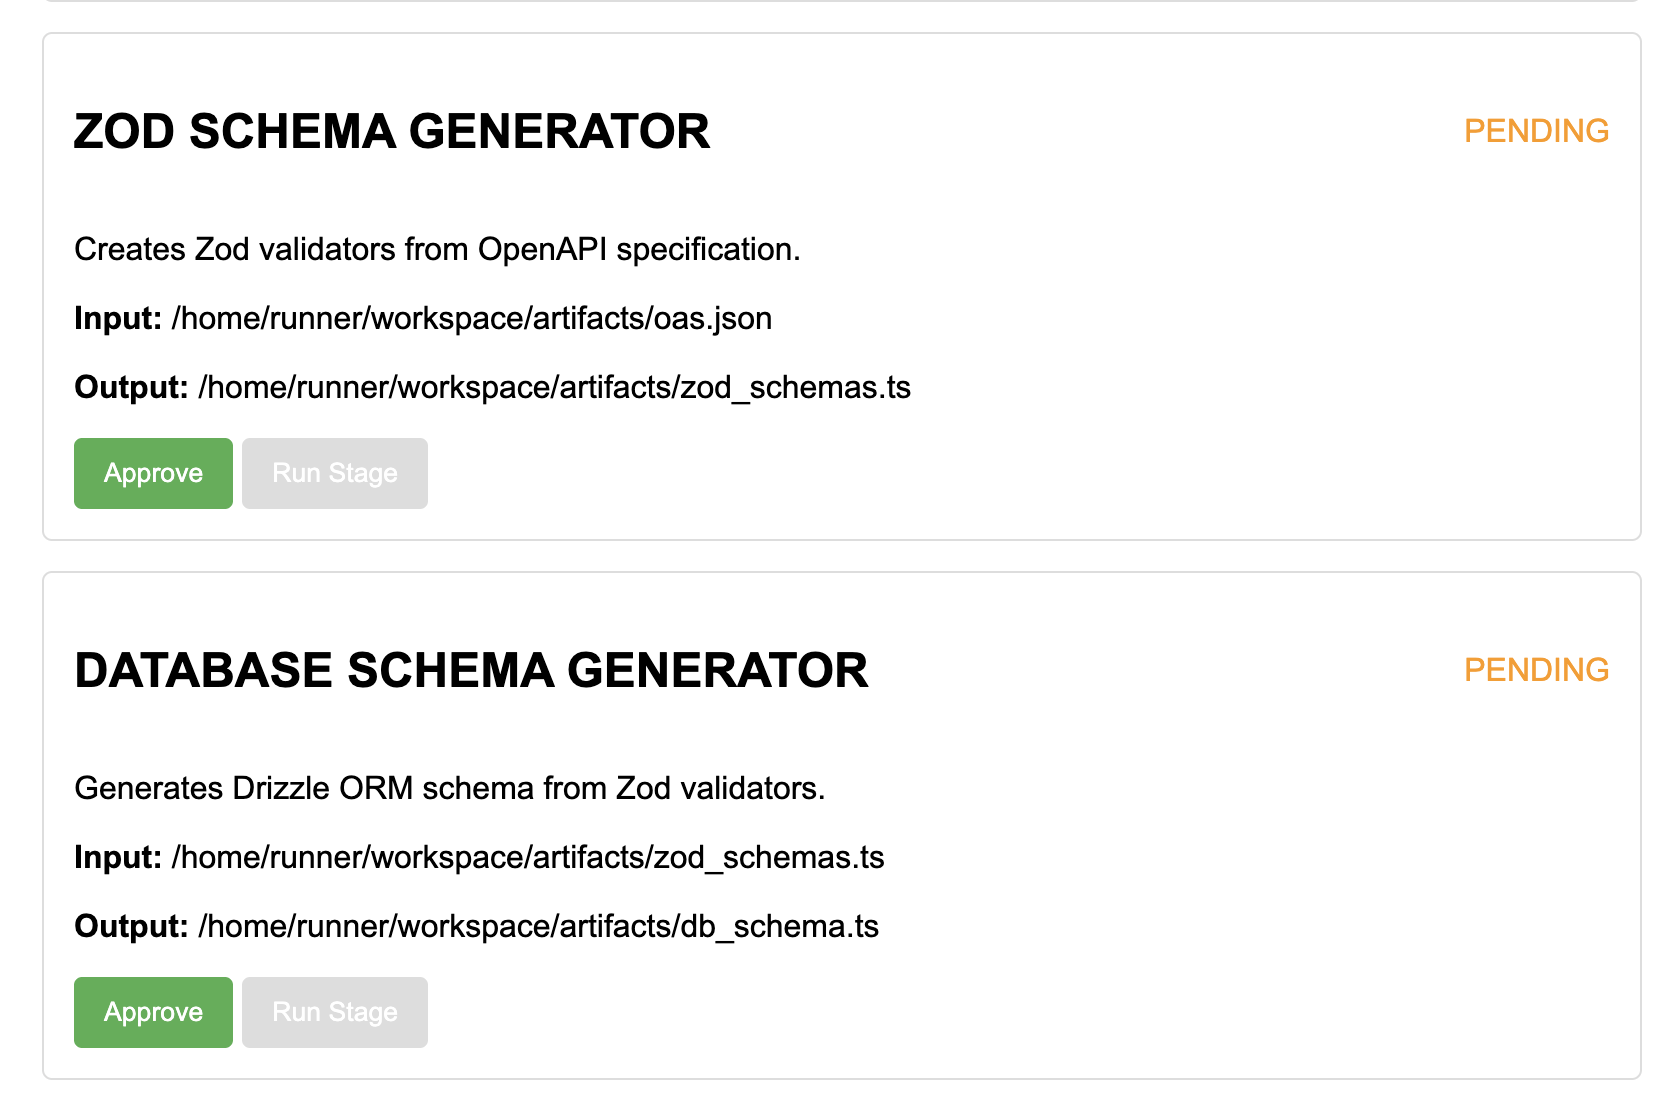 ZOD SCHEMA GENERATOR
PENDING
Creates Zod validators from OpenAPI specification.
Input: /home/runner/workspace/artifacts/oas.json
Output: /home/runner/workspace/artifacts/zod_schemas.ts
Approve
Run Stage
DATABASE SCHEMA GENERATOR
PENDING
Generates Drizzle ORM schema from Zod validators.
Input: /home/runner/workspace/artifacts/zod_schemas.ts
Output: /home/runner/workspace/artifacts/db_schema.ts
Approve
Run Stage